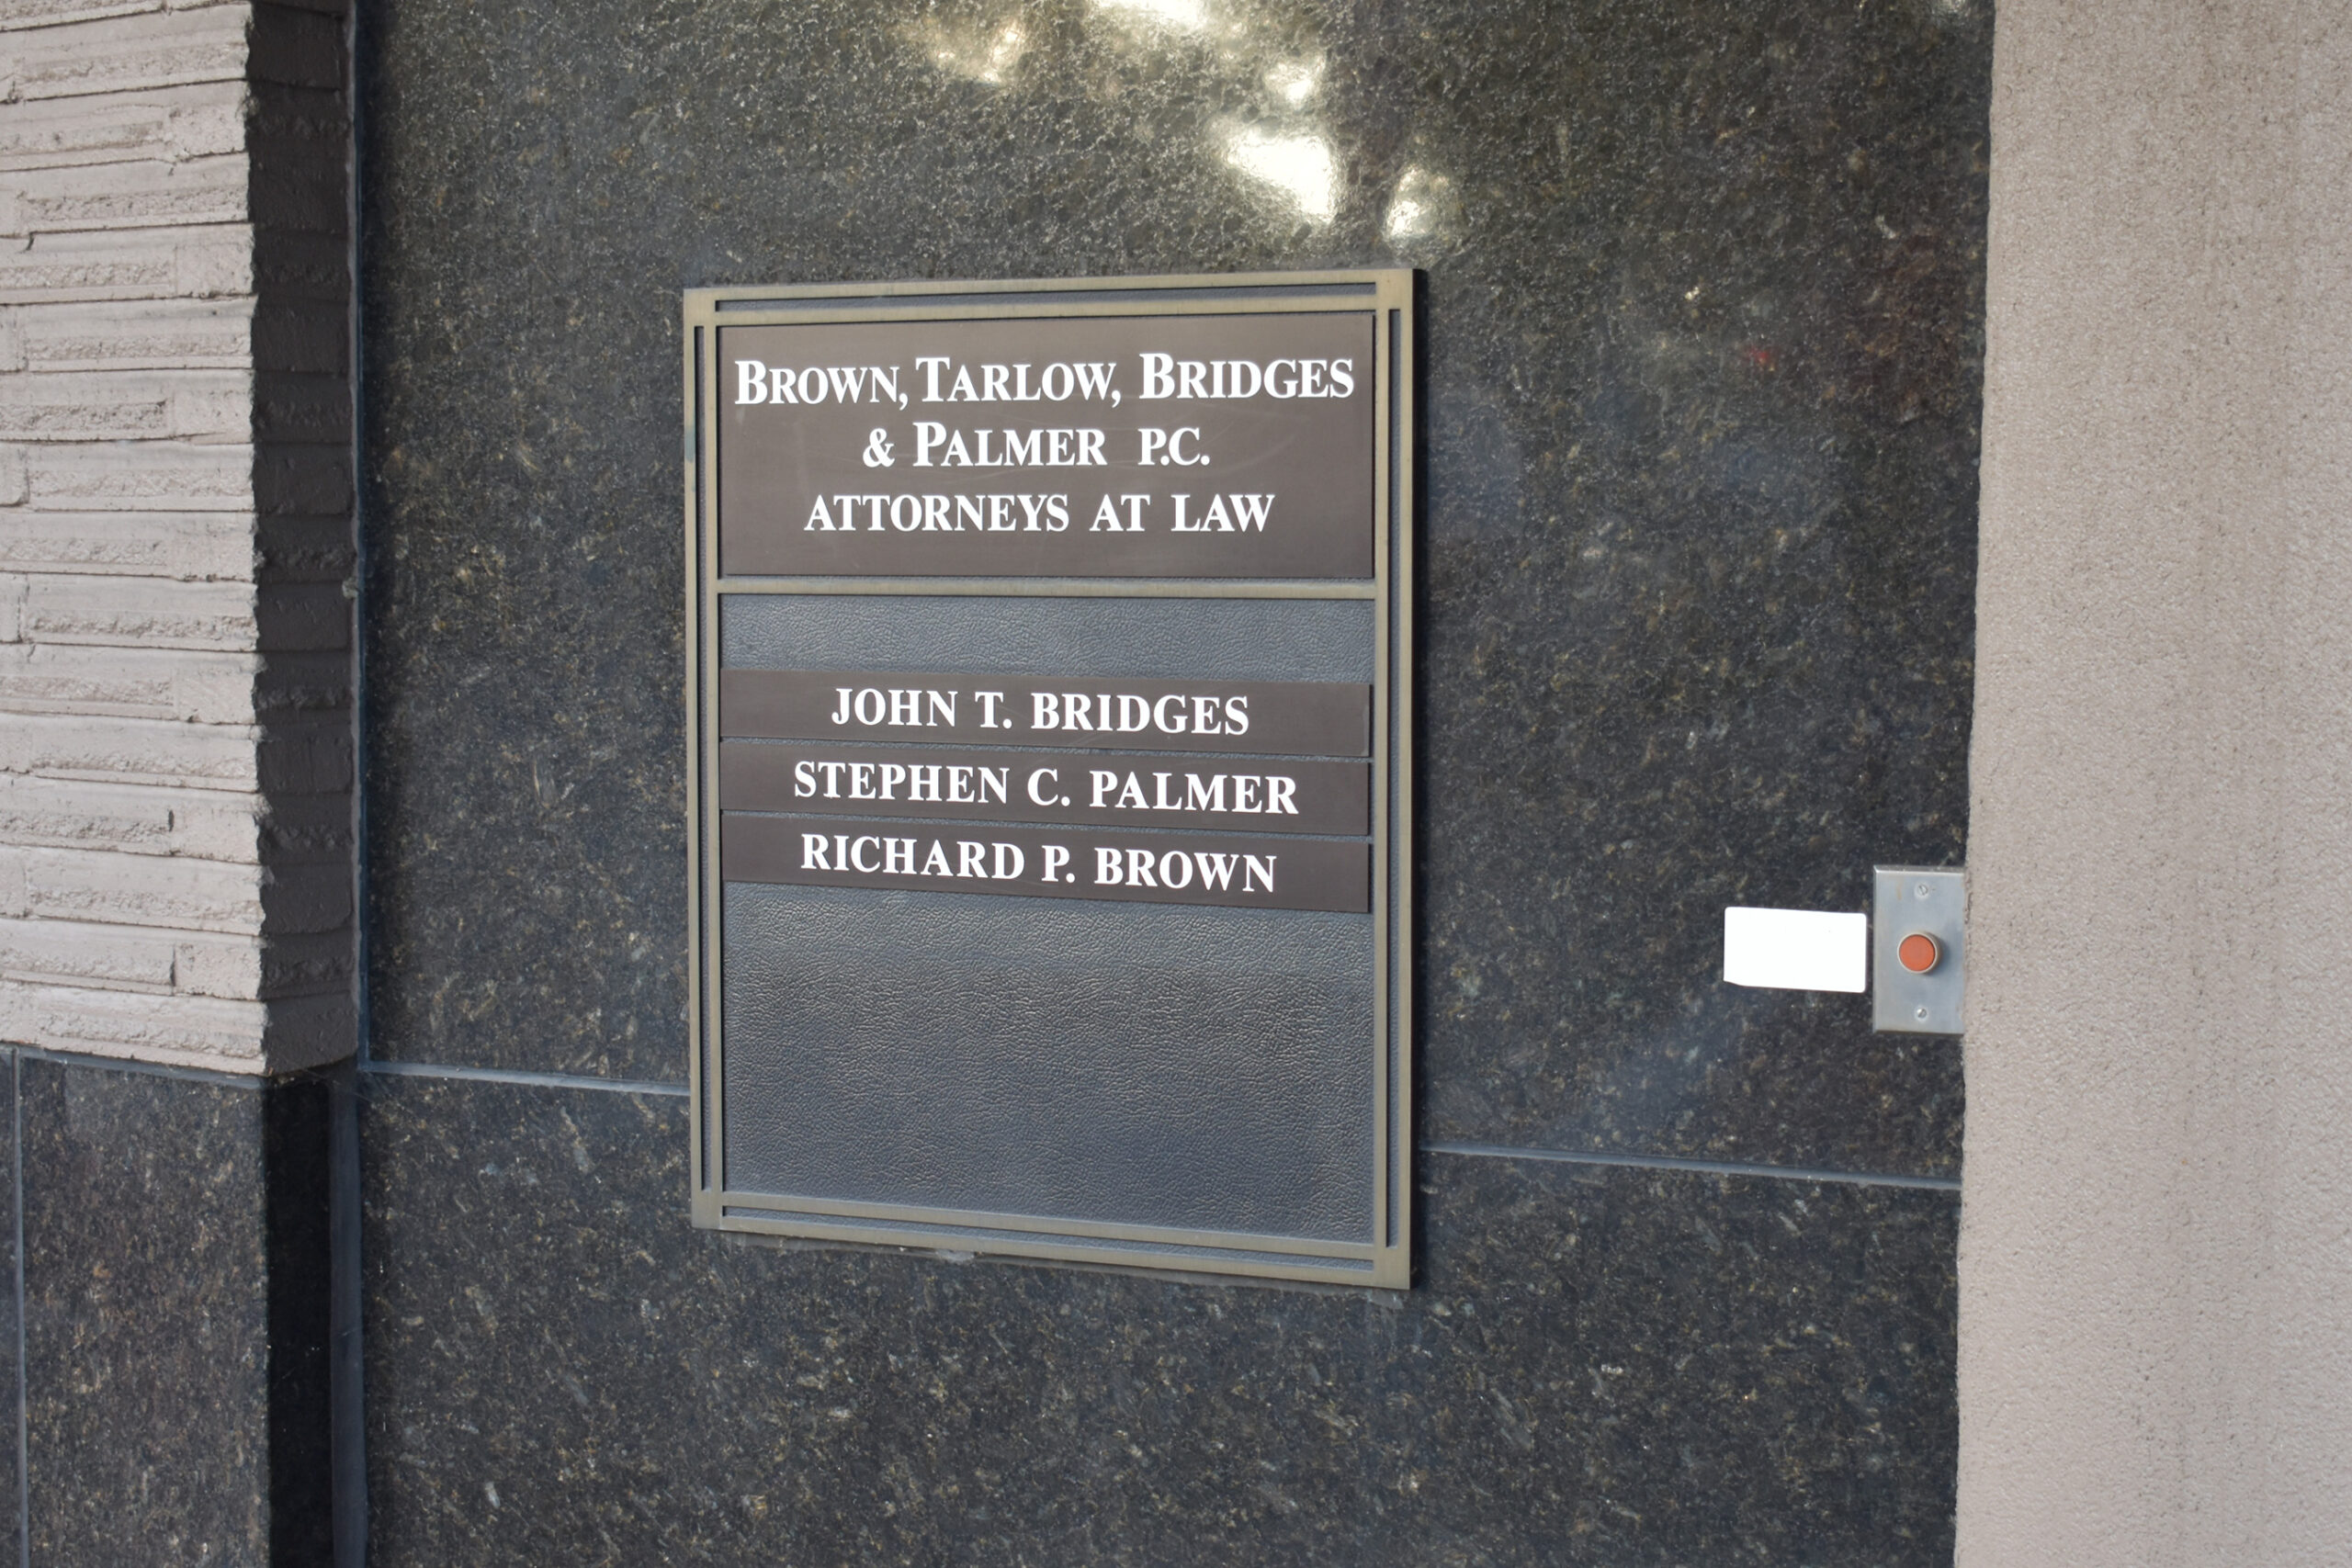 BROWN, TARLOW, BRIDGES
& PALMER P.C.
ATTORNEYS AT LAW
JOHN T. BRIDGES
STEPHEN C. PALMER
RICHARD P. BROWN